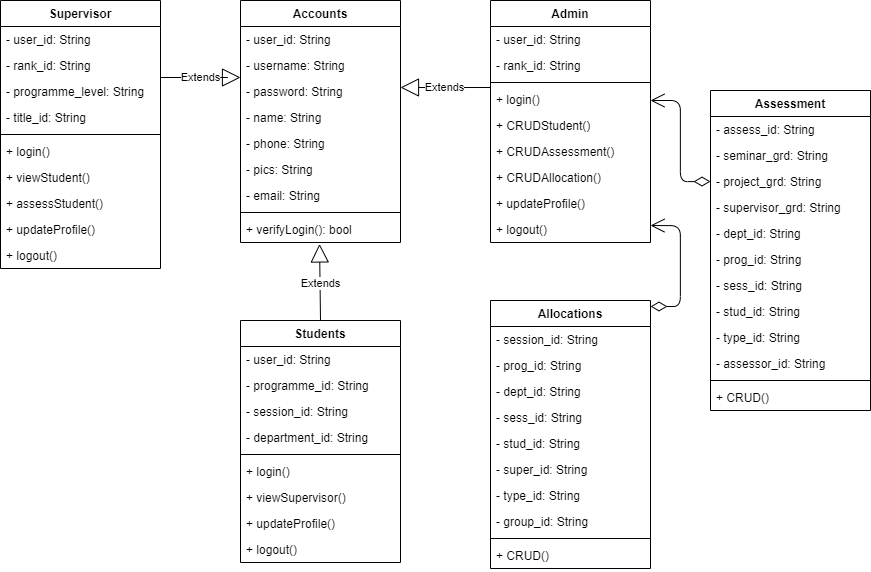 Supervisor
- user_id: String
- rank_id: String
- programme_level: String
- title_id: String
+ login()
+ viewStudent()
+ assessStudent()
+ updateProfile()
+ logout()
Extends
Accounts
- user_id: String
- username: String
- password: String
- name: String
- phone: String
- pics: String
- email: String
+ verifyLogin(): bool
Extends
Admin
- user_id: String
- rank_id: String
+ login()
+ CRUDStudent()
+ CRUDAssessment()
+ CRUDAllocation()
+ updateProfile()
+ logout()
Assessment
- assess_id: String
- seminar_grd: String
- project_grd: String
- supervisor_grd: String
- dept_id: String
- prog_id: String
- sess_id: String
- stud_id: String
- type_id: String
- assessor_id: String
+ CRUD()
Extends
Students
- user_id: String
- programme_id: String
- session_id: String
- department_id: String
+ login()
+ viewSupervisor()
+ updateProfile()
+ logout()
Allocations
- session_id: String
- prog_id: String
- dept_id: String
- sess_id: String
- stud_id: String
- super_id: String
- type_id: String
- group_id: String
+ CRUD()